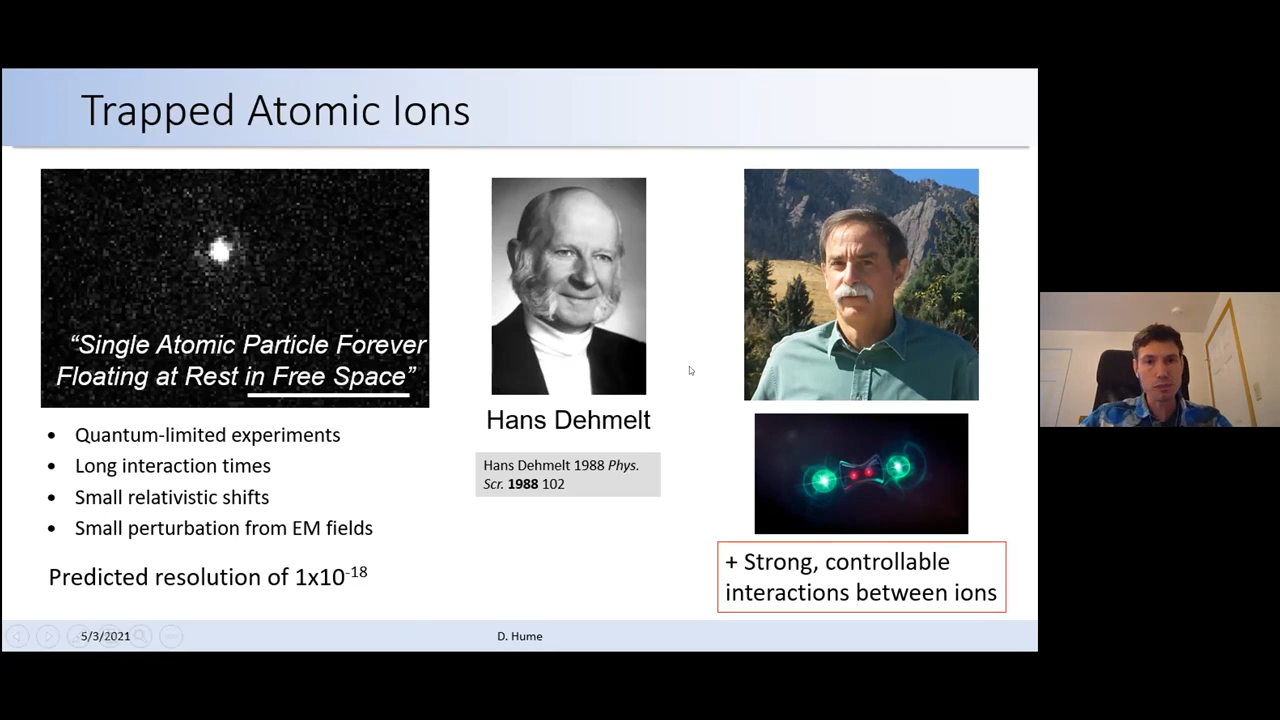 Trapped Atomic Ions
“Single Atomic Particle Forever
Floating at Rest in Free Space”
• Quantum-limited experiments
• Long interaction times
• Small relativistic shifts
• Small perturbation from EM fields
Predicted resolution of 1x10⁻¹⁸
Hans Dehmelt
Hans Dehmelt 1988 Phys.
Scr. 1988 102
+ Strong, controllable
interactions between ions
5/3/2021
D. Hume